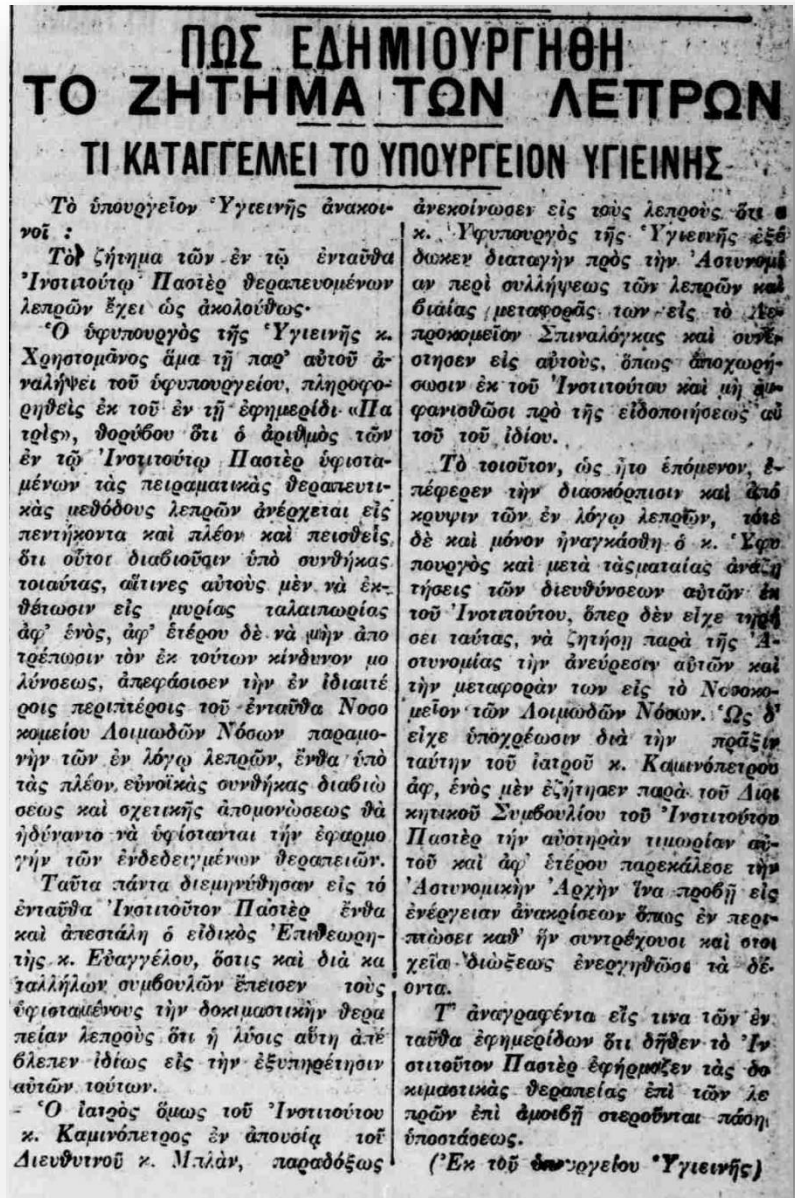 ΠΩΣ ΕΔΗΜΙΟΥΡΓΗΘΗ
ΤΟ ΖΗΤΗΜΑ ΤΩΝ ΛΕΠΡΩΝ
ΤΙ ΚΑΤΑΓΓΕΛΛΕΙ ΤΟ ΥΠΟΥΡΓΕΙΟΝ ΥΓΙΕΙΝΗΣ
Τὸ ὑπουργεῖον Ὑγιεινῆς ἀνακοι-
νοῖ :
Τὸ ζήτημα τῶν ἐν τῷ ἐνταῦθα
Ἰνστιτούτῳ Παστὲρ θεραπευομένων
λεπρῶν ἔχει ὡς ἀκολούθως·
Ὁ ὑφυπουργὸς τῆς Ὑγιεινῆς κ.
Χρηστομᾶνος ἅμα τῇ παρ' αὐτοῦ ἀ-
ναλήψει τοῦ ὑφυπουργείου, πληροφο-
ρηθεὶς ἐκ τοῦ ἐν τῇ ἐφημερίδι «Πα
τρίς», θορύβου ὅτι ὁ ἀριθμὸς τῶν
ἐν τῷ Ἰνστιτούτῳ Παστὲρ ὑφιστα-
μένων τὰς πειραματικὰς θεραπευτι-
κὰς μεθόδους λεπρῶν ἀνέρχεται εἰς
πεντήκοντα καὶ πλέον καὶ πεισθεὶς
ὅτι οὗτοι διαβιοῦσιν ὑπὸ συνθήκας
τοιαύτας, αἵτινες αὐτοὺς μὲν νὰ ἐκ-
θέτωσιν εἰς μυρίας ταλαιπωρίας
ἀφ' ἑνός, ἀφ' ἑτέρου δὲ νὰ μὴν ἀπο
τρέπωσιν τὸν ἐκ τούτων κίνδυνον μο
λύνσεως, ἀπεφάσισεν τὴν ἐν ἰδιαιτέ
ροις περιπτέροις τοῦ ἐνταῦθα Νοσο
κομείου Λοιμωδῶν Νόσων παραμο-
νὴν τῶν ἐν λόγῳ λεπρῶν, ἔνθα ὑπὸ
τὰς πλέον εὐνοϊκὰς συνθήκας διαβιώ
σεως καὶ σχετικῆς ἀπομονώσεως θὰ
ἠδύναντο νὰ ὑφίστανται τὴν ἐφαρμο
γήν τῶν ἐνδεδειγμένων θεραπειῶν.
Ταῦτα πάντα διεμηνύθησαν εἰς τὸ
ἐνταῦθα Ἰνστιτοῦτον Παστὲρ ἔνθα
καὶ ἀπεστάλη ὁ εἰδικὸς Ἐπιθεωρη-
τὴς κ. Εὐαγγέλου, ὅστις καὶ διὰ κα
ταλλήλων συμβουλῶν ἔπεισεν τοὺς
ὑφισταμένους τὴν δοκιμαστικὴν θερα
πείαν λεπροὺς ὅτι ἡ λύσις αὕτη ἀπέ
βλεπεν ἰδίως εἰς τὴν ἐξυπηρέτησιν
αὐτῶν τούτων.
Ὁ ἰατρὸς ὅμως τοῦ Ἰνστιτούτου
κ. Καμινόπετρος ἐν ἀπουσίᾳ τοῦ
Διευθυτνοῦ κ. Μπλάν, παραδόξως
ἀνεκοίνωσεν εἰς τοὺς λεπροὺς ὅτι ὁ
κ. Ὑφυπουργὸς τῆς Ὑγιεινῆς ἐξέ
δωκεν διαταγὴν πρὸς τὴν Ἀστυνομί
αν περὶ συλλήψεως τῶν λεπρῶν καὶ
βιαίας μεταφορᾶς των εἰς τὸ Λε-
προκομεῖον Σπιναλόγκας καὶ συνέ-
στησεν εἰς αὐτούς, ὅπως ἀποχωρή-
σωσιν ἐκ τοῦ Ἰνστιτούτου καὶ μὴ ἐμ-
φανισθῶσι πρὸ τῆς εἰδοποιήσεως αὐ
τοῦ τοῦ ἰδίου.
Τὸ τοιοῦτον, ὡς ἦτο ἑπόμενον, ἐ-
πέφερεν τὴν διασκόρπισιν καὶ ἀπό
κρυψιν τῶν ἐν λόγῳ λεπρῶν, τότε
δὲ καὶ μόνον ἠναγκάσθη ὁ κ. Ὑφυ
πουργὸς καὶ μετὰ τὰςματαίας ἀναζη
τήσεις τῶν διευθύνσεων αὐτῶν ἐκ
τοῦ Ἰνστιτούτου, ὅπερ δὲν εἶχε τηρή
σει ταύτας, νὰ ζητήσῃ παρὰ τῆς Ἀ-
στυνομίας τὴν ἀνεύρεσιν αὐτῶν καὶ
τὴν μεταφορὰν των εἰς τὸ Νοσοκο-
μεῖον τῶν Λοιμωδῶν Νόσων. Ὡς δ'
εἶχε ὑποχρέωσιν διὰ τὴν πρᾶξιν
ταύτην τοῦ ἰατροῦ κ. Καμινόπετρου
ἀφ, ἑνὸς μὲν ἐζήτησεν παρὰ τοῦ Διοι
κητικοῦ Συμβουλίου τοῦ Ἰνστιτούτου
Παστὲρ τὴν αὐστηρὰν τιμωρίαν αὐ-
τοῦ καὶ ἀφ' ἑτέρου παρεκάλεσε τὴν
Ἀστυνομικὴν Ἀρχὴν ἵνα προβῇ εἰς
ἐνέργειαν ἀνακρίσεων ὅπως ἐν περι-
πτώσει καθ' ἣν συντρέχουσι καὶ στοι
χεῖα διώξεως ἐνεργηθῶσι τὰ δέ-
οντα.
Τ' ἀναγραφέντα εἴς τινα τῶν ἐν
ταῦθα ἐφημερίδων ὅτι δῆθεν τὸ Ἰν
στιτοῦτον Παστὲρ ἐφήρμοζεν τὰς δο
κιμαστικὰς θεραπείας ἐπὶ τῶν λε
πρῶν ἐπὶ ἀμοιβῇ στεροῦνται πάσης
ὑποστάσεως.
(Ἐκ τοῦ ὑπουργείου Ὑγιεινῆς)